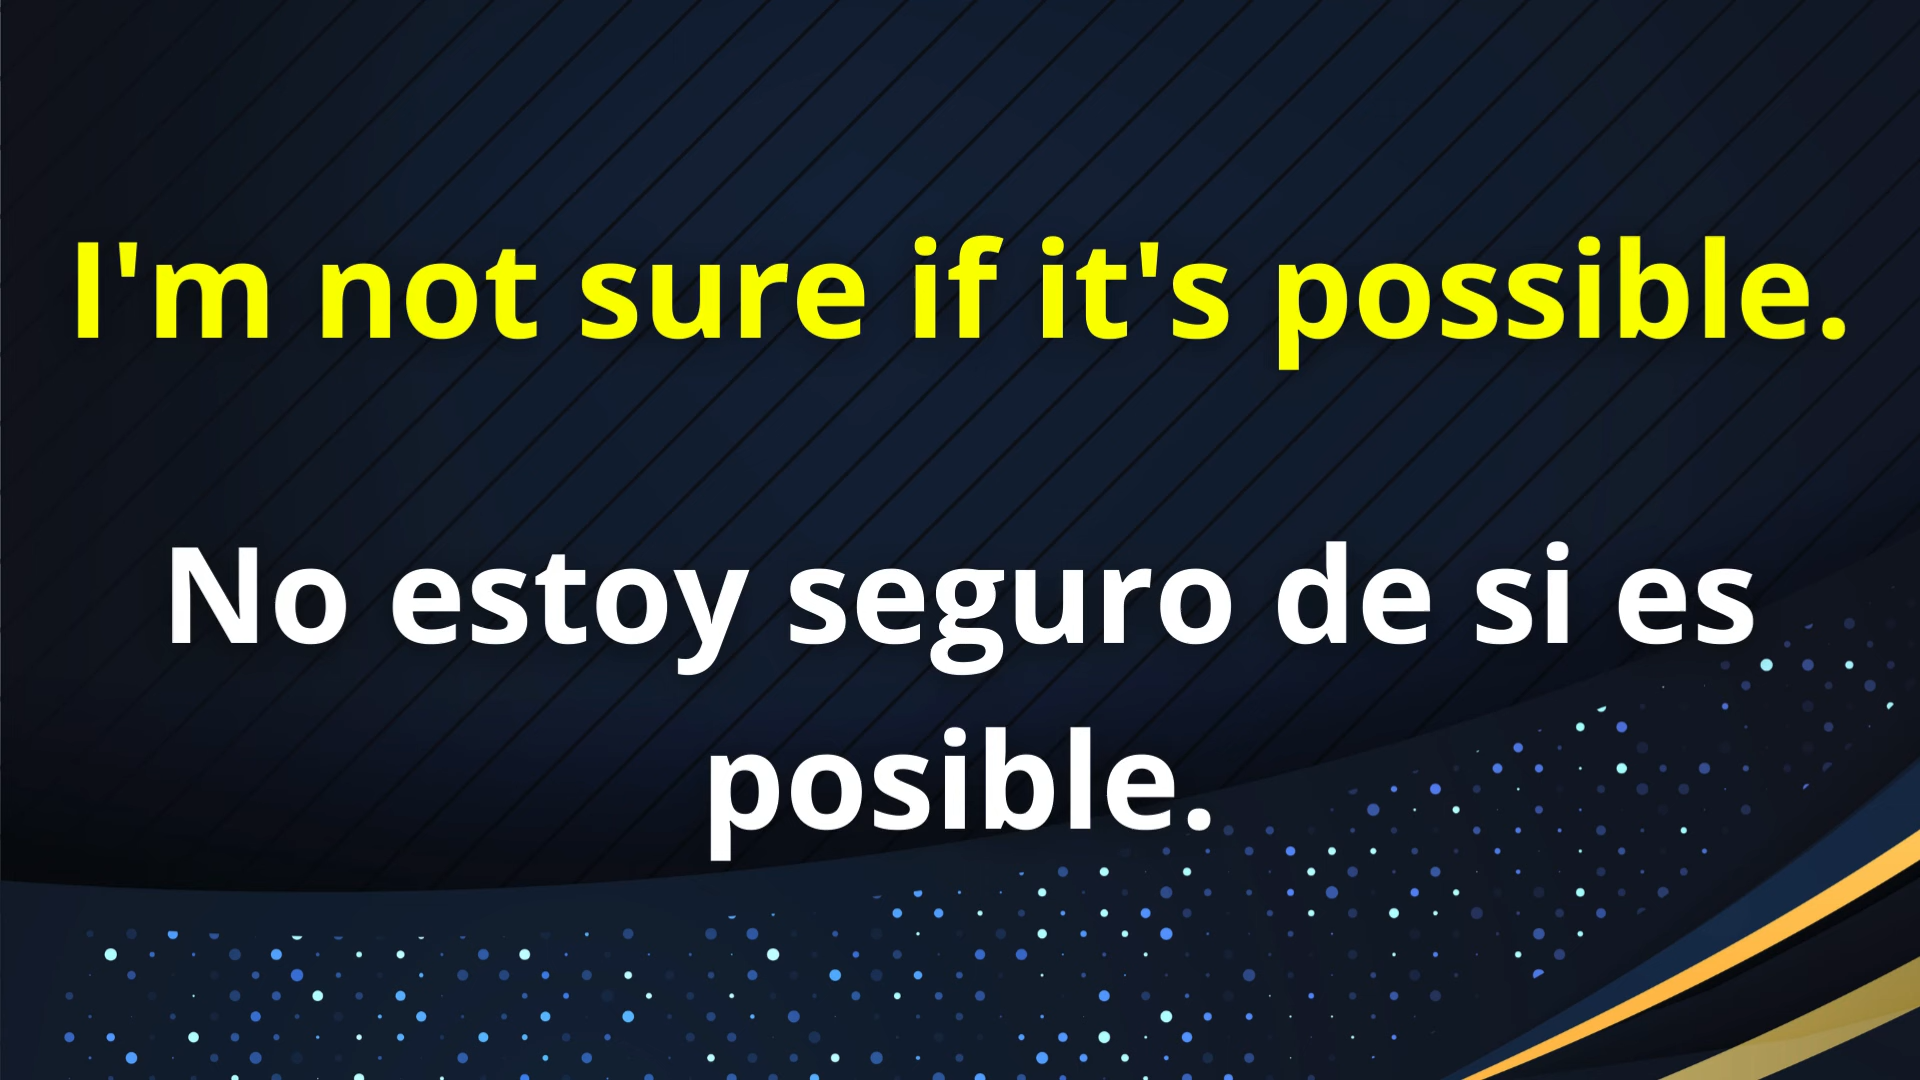 I'm not sure if it's possible.
No estoy seguro de si es
posible.